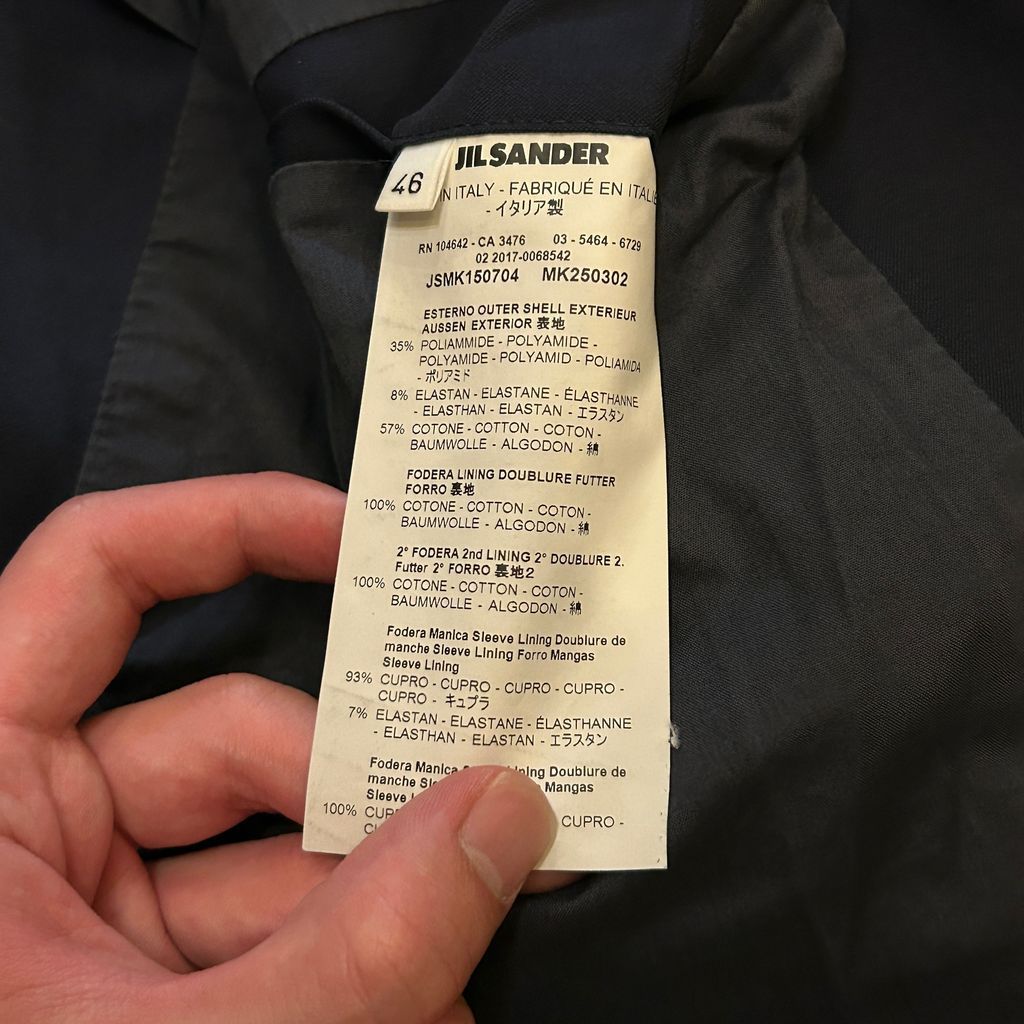 JIL SANDER
46
IN ITALY - FABRIQUÉ EN ITALIE
- イタリア製
RN 104642 - CA 3476 03 - 5464 - 6729
02 2017-0068542
JSMK150704 MK250302
ESTERNO OUTER SHELL EXTERIEUR
AUSSEN EXTERIOR 表地
35% POLIAMMIDE - POLYAMIDE -
POLYAMIDE - POLYAMID - POLIAMIDA
- ポリアミド
8% ELASTAN - ELASTANE - ÉLASTHANNE
- ELASTHAN - ELASTAN - エラスタン
57% COTONE - COTTON - COTON -
BAUMWOLLE - ALGODON - 綿
FODERA LINING DOUBLURE FUTTER
FORRO 裏地
100% COTONE - COTTON - COTON -
BAUMWOLLE - ALGODON - 綿
2° FODERA 2nd LINING 2° DOUBLURE 2.
Futter 2° FORRO 裏地2
100% COTONE - COTTON - COTON -
BAUMWOLLE - ALGODON - 綿
Fodera Manica Sleeve Lining Doublure de
manche Sleeve Lining Forro Mangas
Sleeve Lining
93% CUPRO - CUPRO - CUPRO - CUPRO -
CUPRO - キュプラ
7% ELASTAN - ELASTANE - ÉLASTHANNE
- ELASTHAN - ELASTAN - エラスタン
Fodera Manica Lining Doublure de
manche Mangas
Sleeve
100% CUPRO -